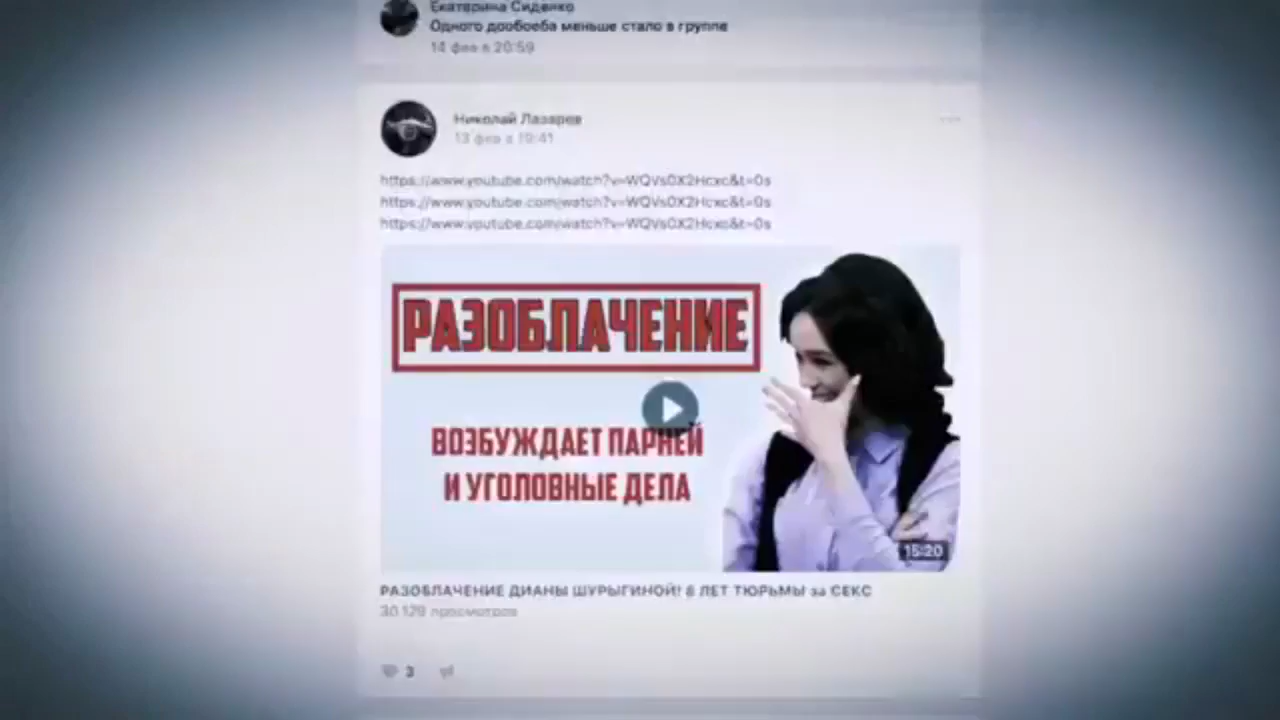 Екатерина Сиденко
Одного дообоеба меньше стало в группе
14 фев в 20:59
Николай Лазарев
13 фев в 19:41
https://www.youtube.com/watch?v=WQVs0X2Hcxc&t=0s
https://www.youtube.com/watch?v=WQVs0X2Hcxc&t=0s
https://www.youtube.com/watch?v=WQVs0X2Hcxc&t=0s
РАЗОБЛАЧЕНИЕ
ВОЗБУЖДАЕТ ПАРНЕЙ
И УГОЛОВНЫЕ ДЕЛА
15:20
РАЗОБЛАЧЕНИЕ ДИАНЫ ШУРЫГИНОЙ! 8 ЛЕТ ТЮРЬМЫ за СЕКС
30 129 просмотров
3